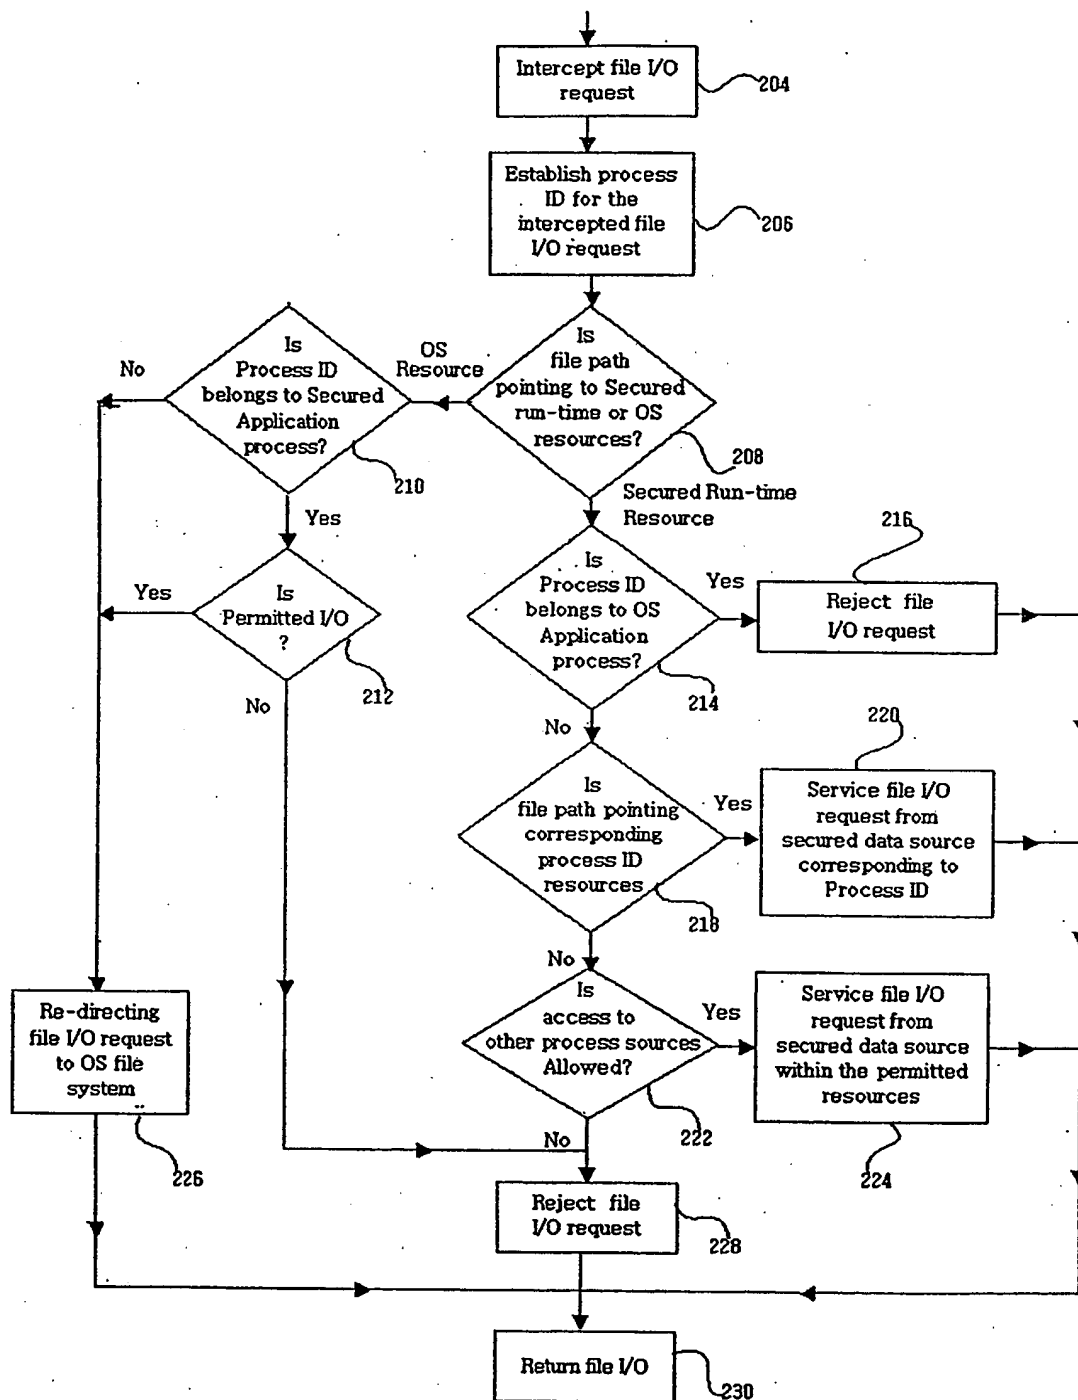 Intercept file I/O
request
204
Establish process
ID for the
intercepted file
I/O request
206
Is
file path
pointing to Secured
run-time or OS
resources?
208
OS
Resource
Is
Process ID
belongs to Secured
Application
process?
210
No
Yes
Secured Run-time
Resource
Is
Permitted I/O
?
212
Yes
No
Is
Process ID
belongs to OS
Application
process?
214
Yes
216
Reject file
I/O request
No
Is
file path pointing
corresponding
process ID
resources
218
Yes
220
Service file I/O
request from
secured data source
corresponding to
Process ID
No
Is
access to
other process sources
Allowed?
222
Yes
Service file I/O
request from
secured data source
within the permitted
resources
224
Re-directing
file I/O request
to OS file
system
226
No
Reject file
I/O request
228
Return file I/O
230